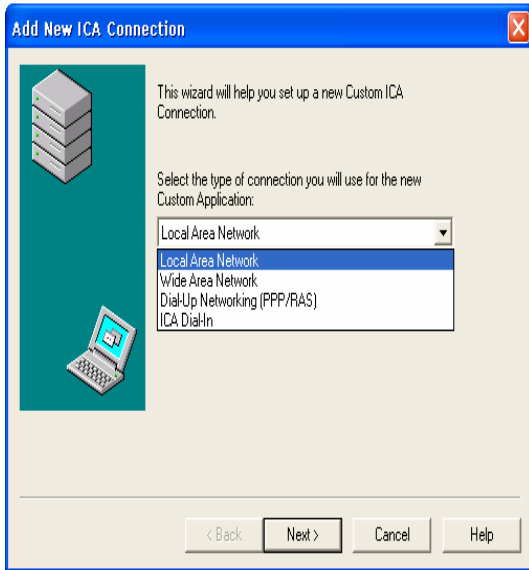 Add New ICA Connection
This wizard will help you set up a new Custom ICA
Connection.
Select the type of connection you will use for the new
Custom Application:
Local Area Network
Local Area Network
Wide Area Network
Dial-Up Networking (PPP/RAS)
ICA Dial-In
< Back
Next >
Cancel
Help